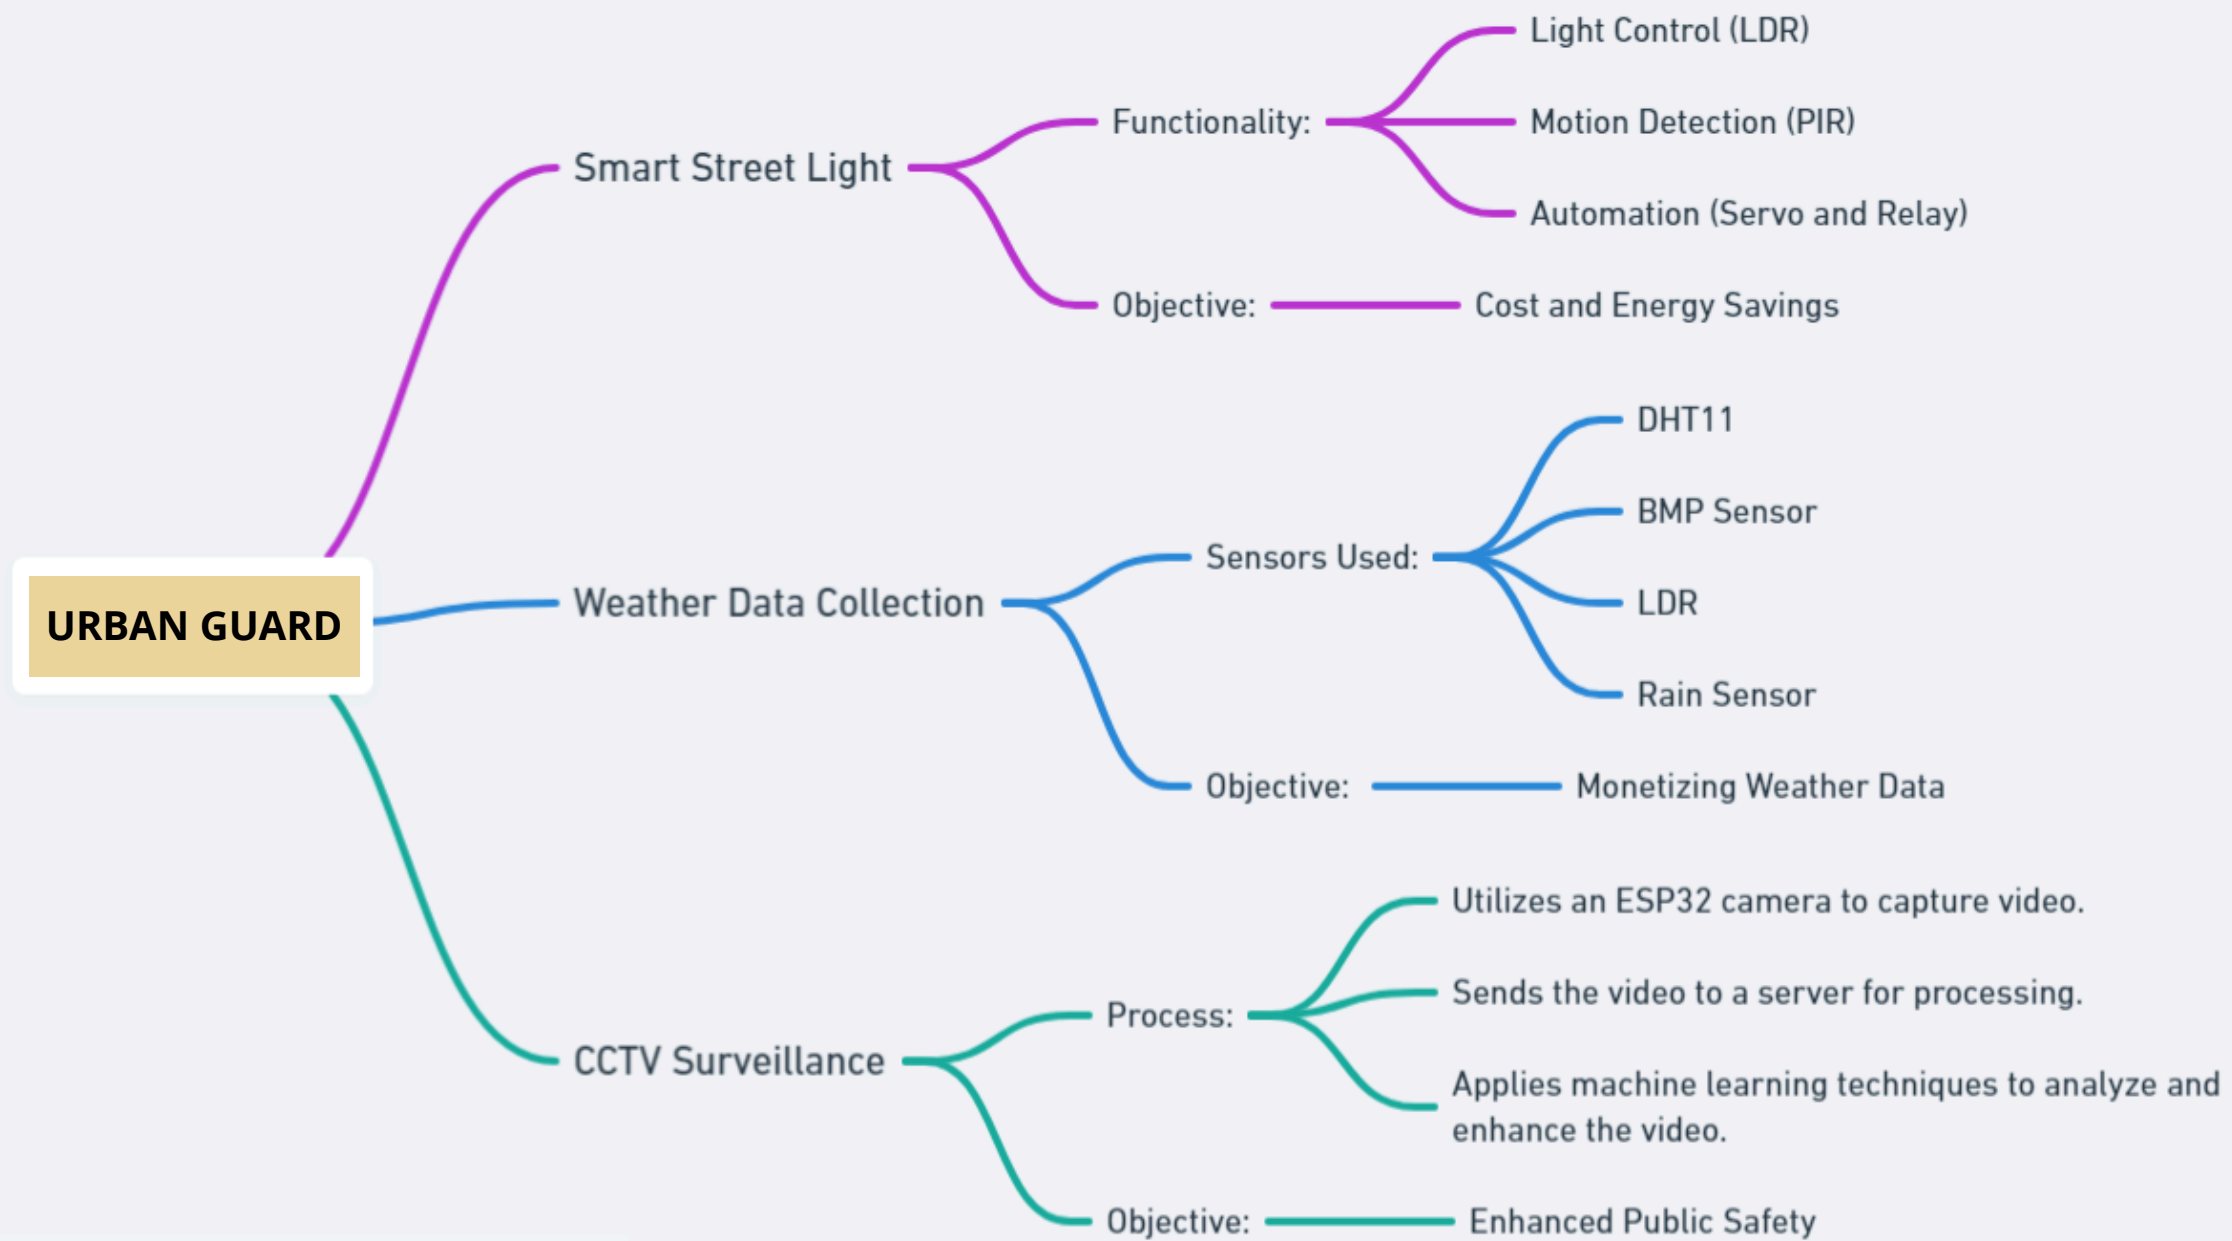 URBAN GUARD
Smart Street Light
Functionality:
Light Control (LDR)
Motion Detection (PIR)
Automation (Servo and Relay)
Objective:
Cost and Energy Savings
Weather Data Collection
Sensors Used:
DHT11
BMP Sensor
LDR
Rain Sensor
Objective:
Monetizing Weather Data
CCTV Surveillance
Process:
Utilizes an ESP32 camera to capture video.
Sends the video to a server for processing.
Applies machine learning techniques to analyze and
enhance the video.
Objective:
Enhanced Public Safety